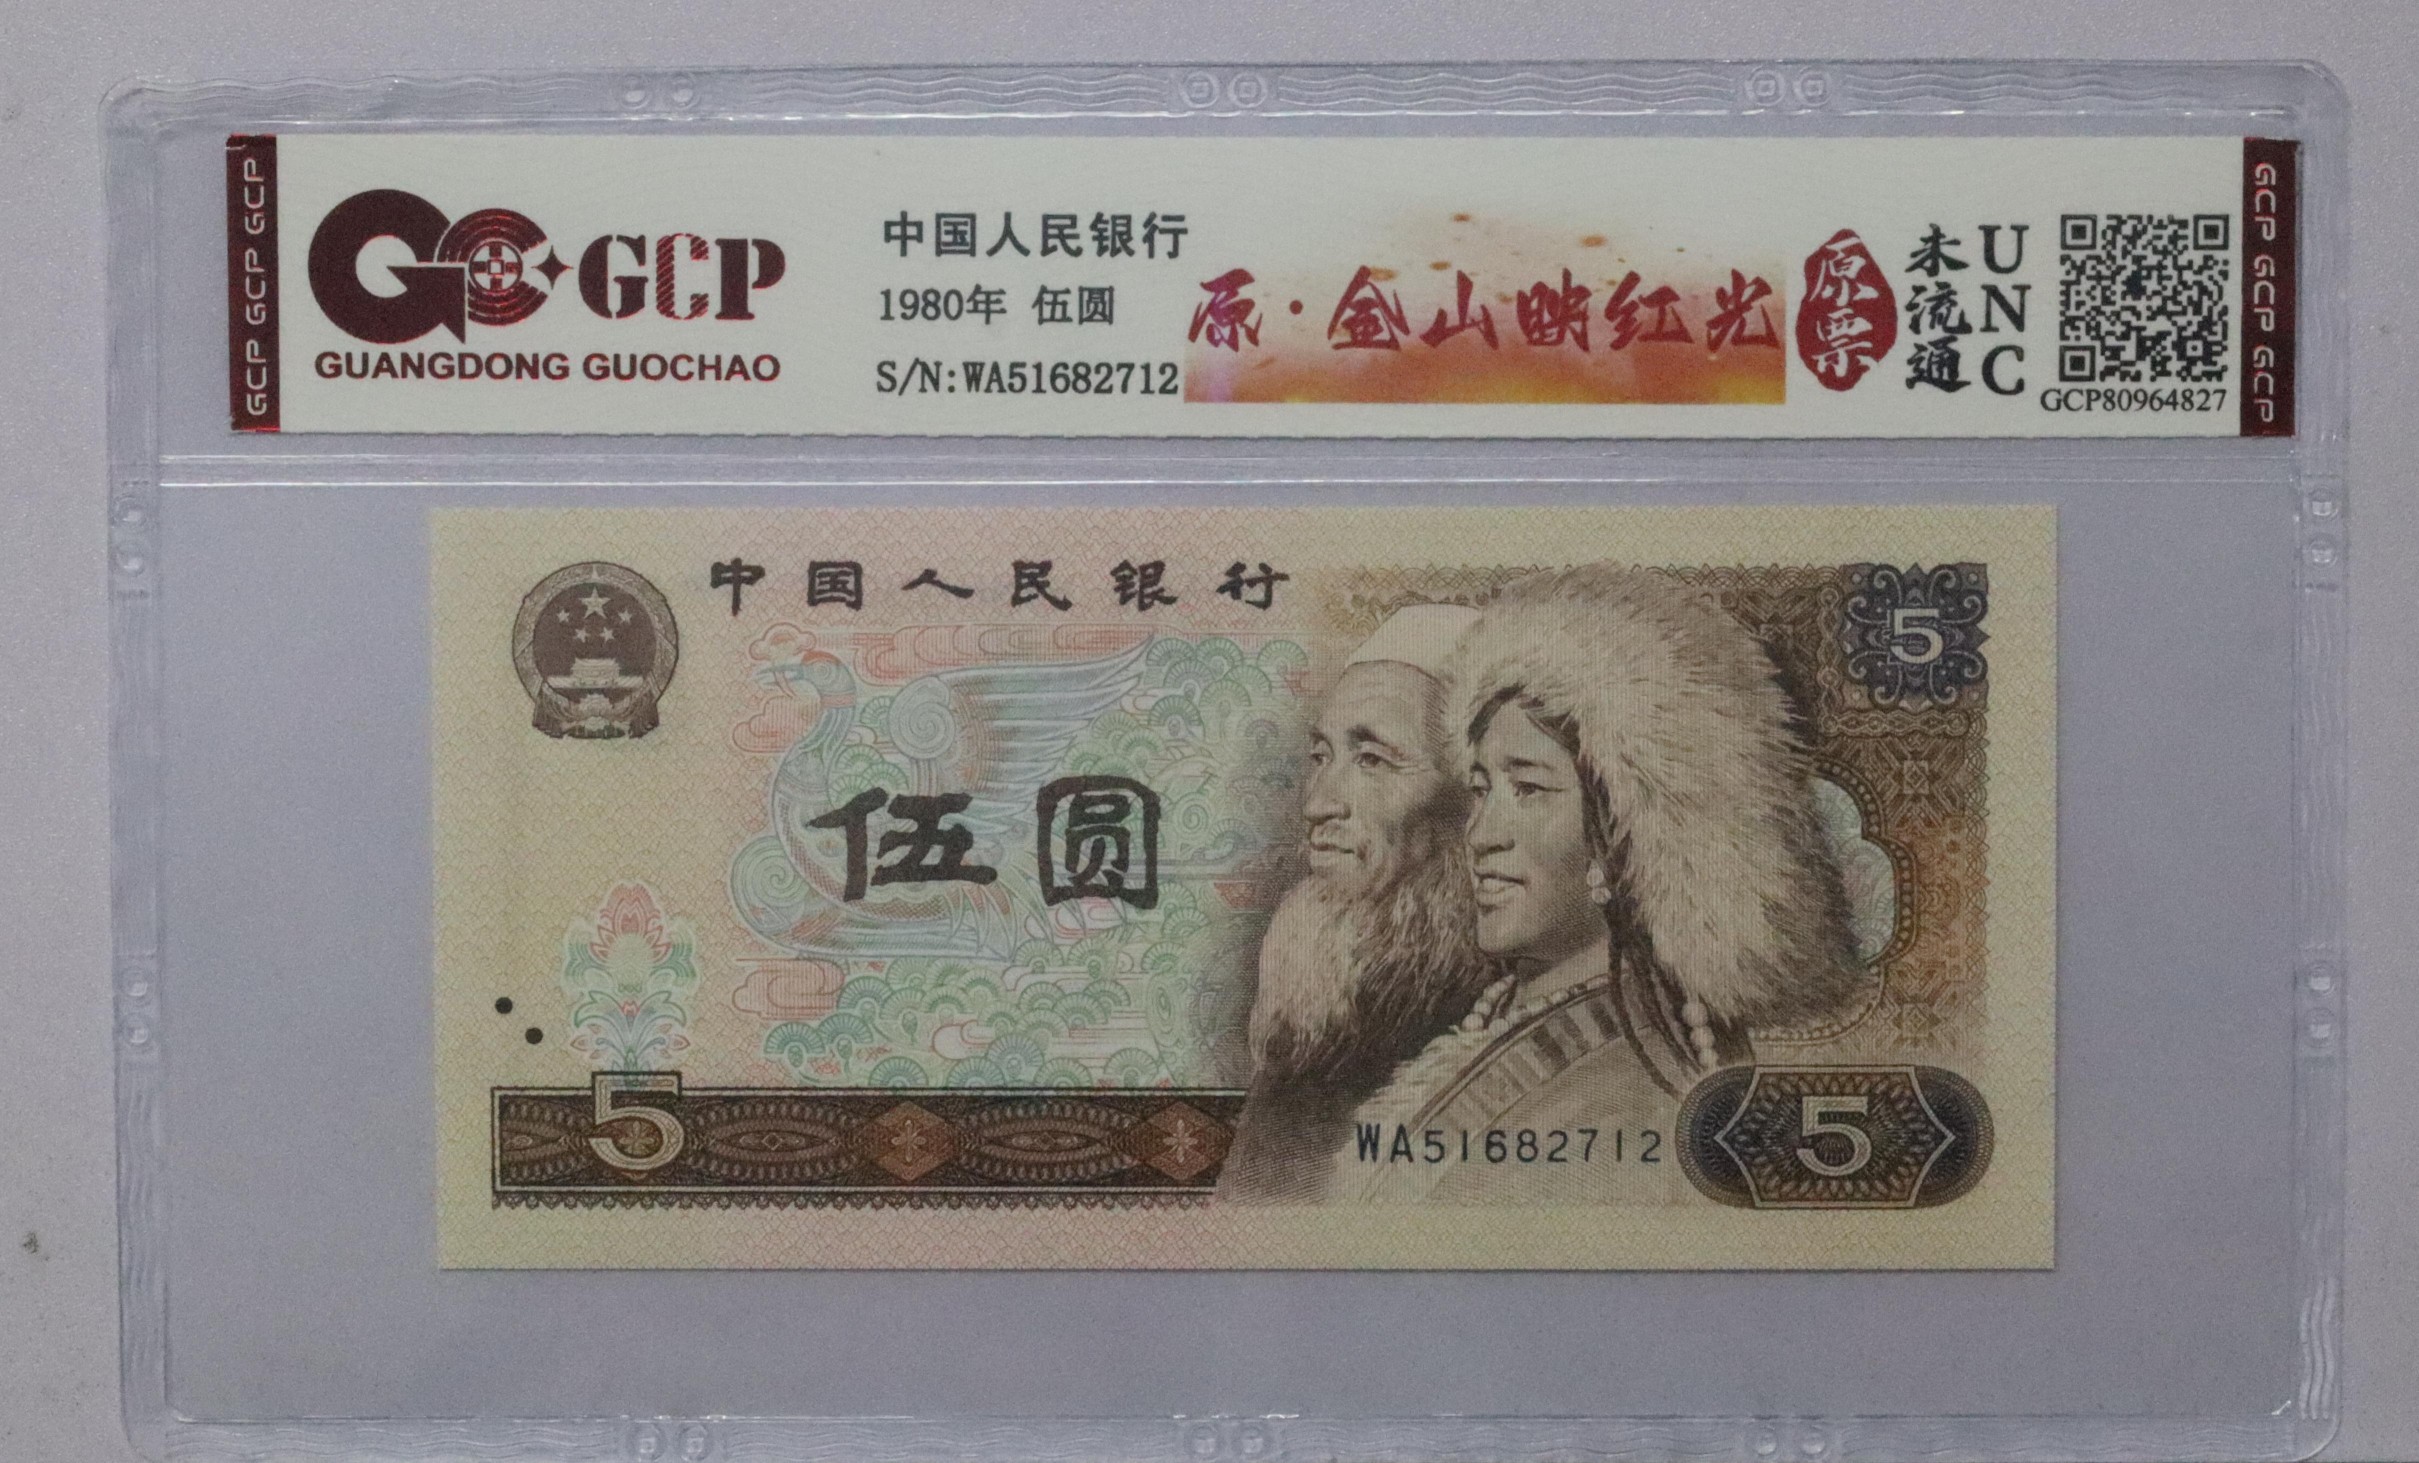 GCP GCP GCP
GCP
GUANGDONG GUOCHAO
中国人民银行
1980年 伍圆
S/N:WA51682712
原·金山映红光
原票
未流通
UNC
GCP80964827
GCP GCP GCP
中国人民银行
5
伍圆
5
WA51682712
5